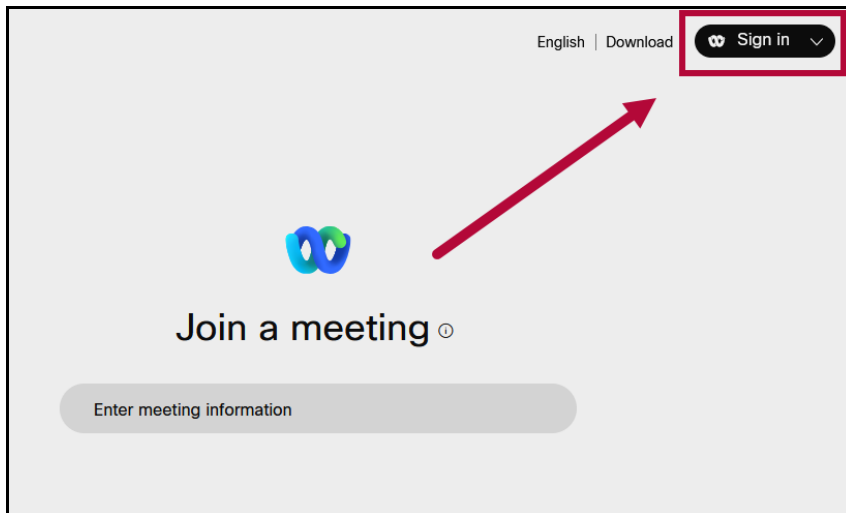 English | Download Sign in
Join a meeting
Enter meeting information